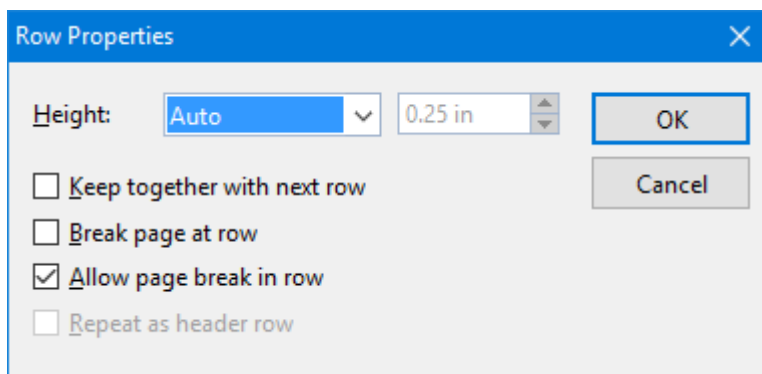 Row Properties
Height: Auto 0.25 in OK
Cancel
Keep together with next row
Break page at row
Allow page break in row
Repeat as header row